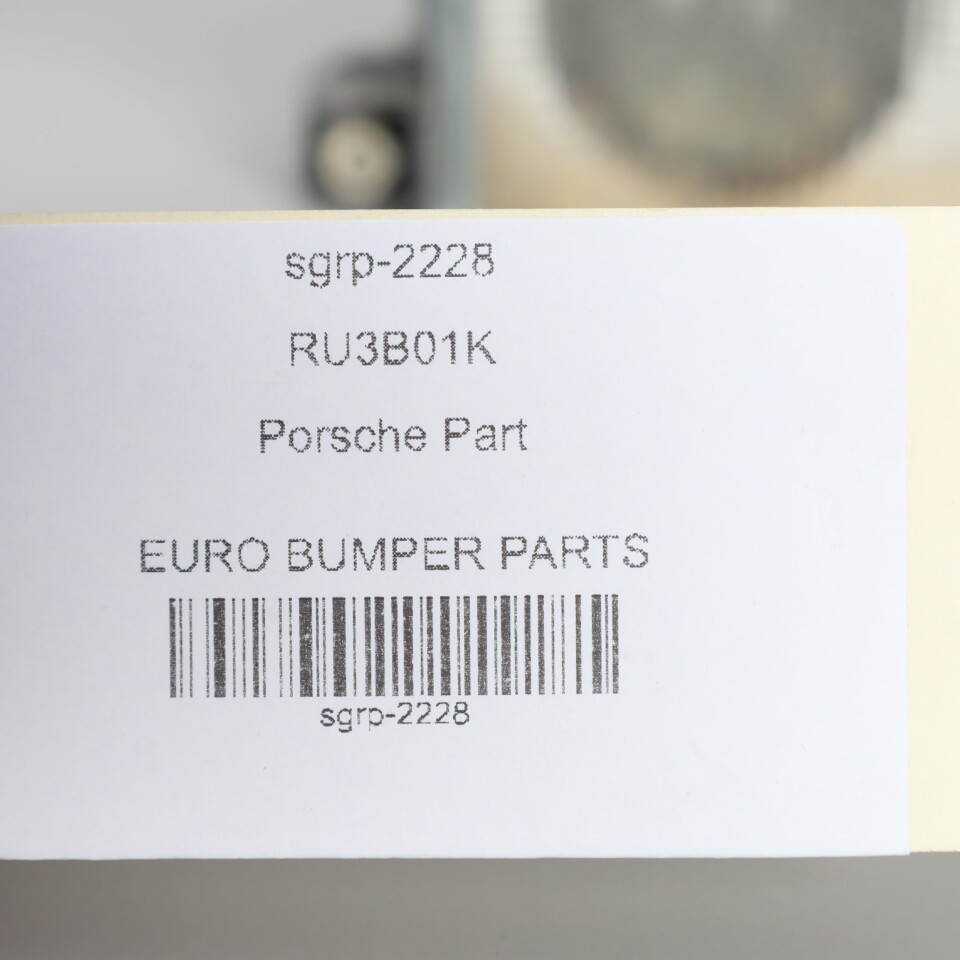 sgrp-2228
RU3B01K
Porsche Part
EURO BUMPER PARTS
sgrp-2228